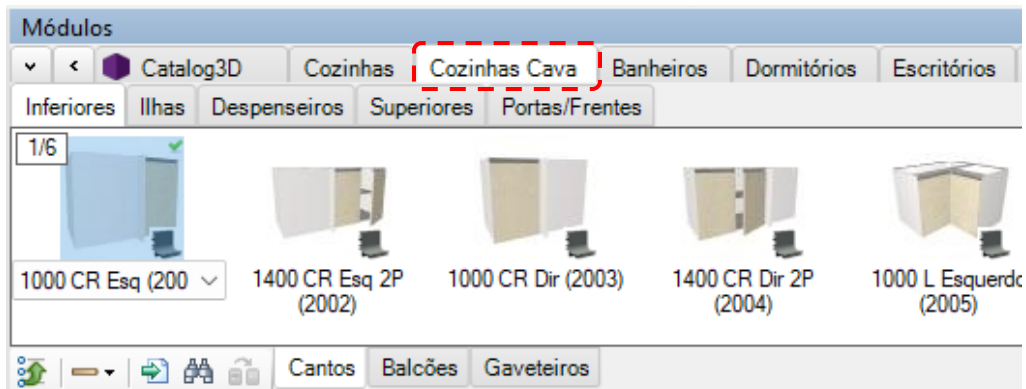 Módulos
Catalog3D Cozinhas Cozinhas Cava Banheiros Dormitórios Escritórios
Inferiores Ilhas Despenseiros Superiores Portas/Frentes
1/6
1000 CR Esq (200 1400 CR Esq 2P 1000 CR Dir (2003) 1400 CR Dir 2P 1000 L Esquerdo
(2002) (2004) (2005)
Cantos Balcões Gaveteiros